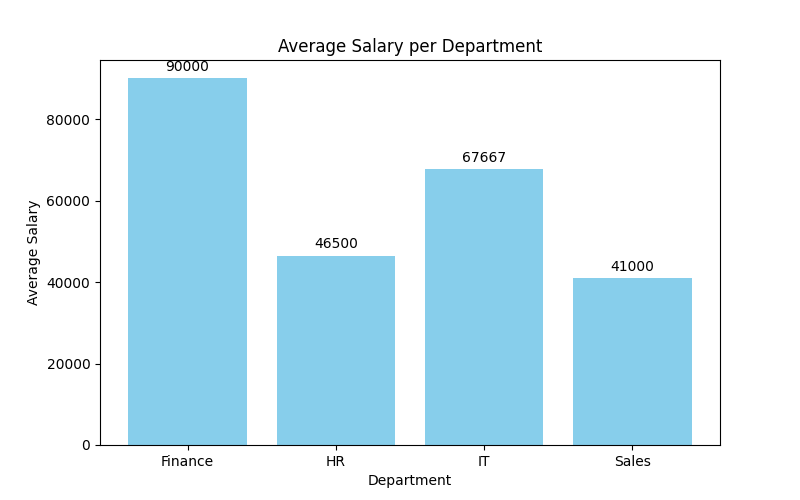 Average Salary per Department
90000
67667
46500
41000
80000
60000
40000
20000
0
Average Salary
Finance HR IT Sales
Department